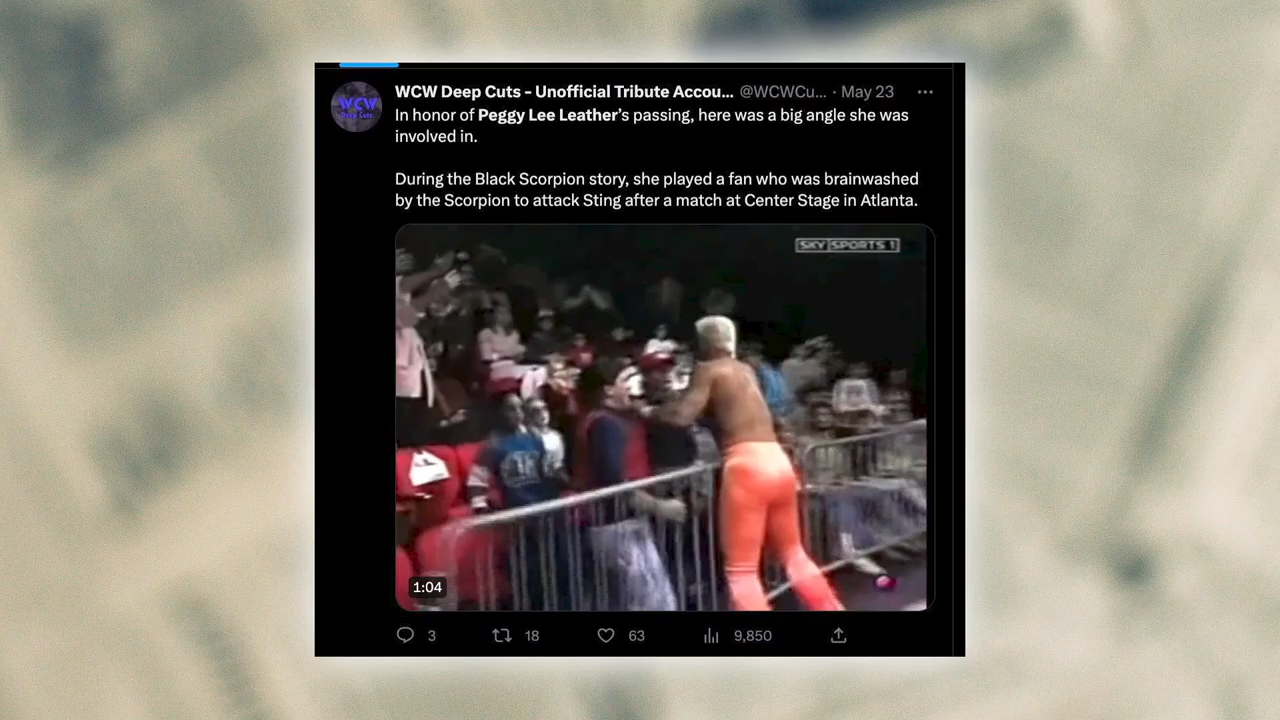 WCW Deep Cuts - Unofficial Tribute Accou... @WCWCu... · May 23 ···
WCW
Deep Cuts
In honor of Peggy Lee Leather's passing, here was a big angle she was
involved in.
During the Black Scorpion story, she played a fan who was brainwashed
by the Scorpion to attack Sting after a match at Center Stage in Atlanta.
SKY SPORTS 1
1:04
3 18 63 9,850